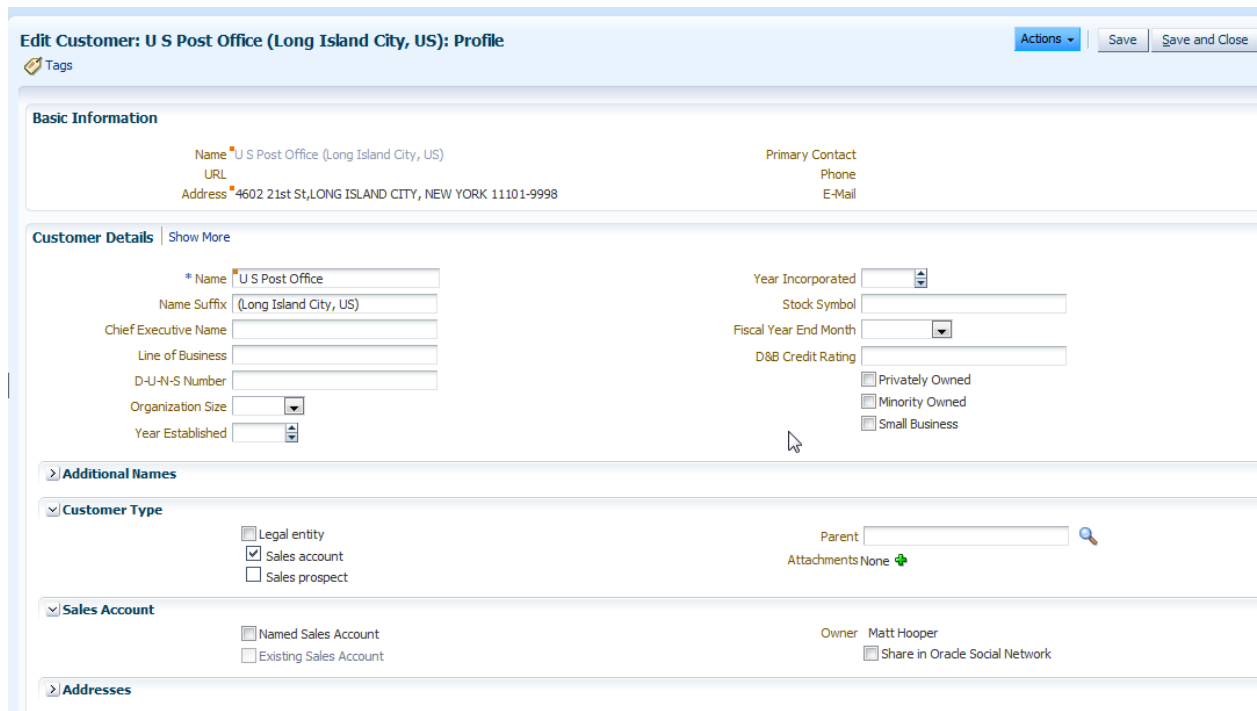 Edit Customer: U S Post Office (Long Island City, US): Profile
Actions
Save
Save and Close
Tags
Basic Information
Name U S Post Office (Long Island City, US)
URL
Address 4602 21st St,LONG ISLAND CITY, NEW YORK 11101-9998
Primary Contact
Phone
E-Mail
Customer Details Show More
* Name U S Post Office
Name Suffix (Long Island City, US)
Chief Executive Name
Line of Business
D-U-N-S Number
Organization Size
Year Established
Year Incorporated
Stock Symbol
Fiscal Year End Month
D&B Credit Rating
Privately Owned
Minority Owned
Small Business
Additional Names
Customer Type
Legal entity
Sales account
Sales prospect
Parent
Attachments None
Sales Account
Named Sales Account
Existing Sales Account
Owner Matt Hooper
Share in Oracle Social Network
Addresses